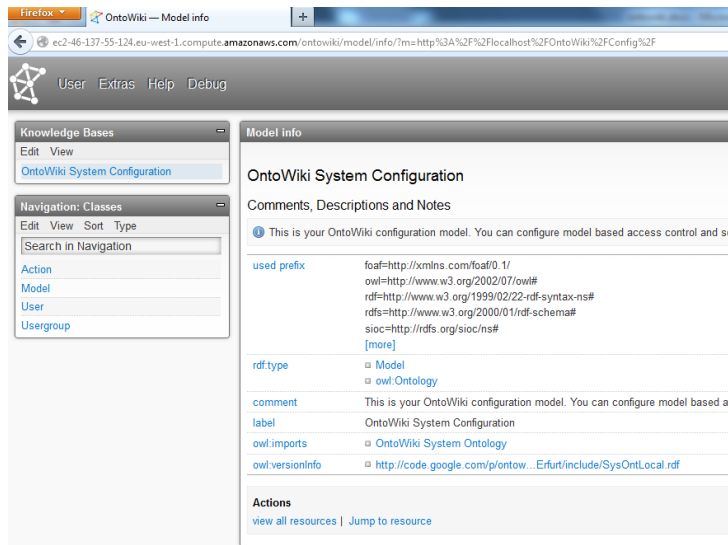 Firefox
OntoWiki — Model info
ec2-46-137-55-124.eu-west-1.compute.amazonaws.com/ontowiki/model/info/?m=http%3A%2F%2Flocalhost%2FOntoWiki%2FConfig%2F
User Extras Help Debug
Knowledge Bases
Edit View
OntoWiki System Configuration
Navigation: Classes
Edit View Sort Type
Search in Navigation
Action
Model
User
Usergroup
Model info
OntoWiki System Configuration
Comments, Descriptions and Notes
This is your OntoWiki configuration model. You can configure model based access control and s
used prefix
foaf=http://xmlns.com/foaf/0.1/
owl=http://www.w3.org/2002/07/owl#
rdf=http://www.w3.org/1999/02/22-rdf-syntax-ns#
rdfs=http://www.w3.org/2000/01/rdf-schema#
sioc=http://rdfs.org/sioc/ns#
[more]
rdf:type
Model
owl:Ontology
comment This is your OntoWiki configuration model. You can configure model based a
label OntoWiki System Configuration
owl:imports OntoWiki System Ontology
owl:versionInfo http://code.google.com/p/ontow...Erfurt/include/SysOntLocal.rdf
Actions
view all resources | Jump to resource